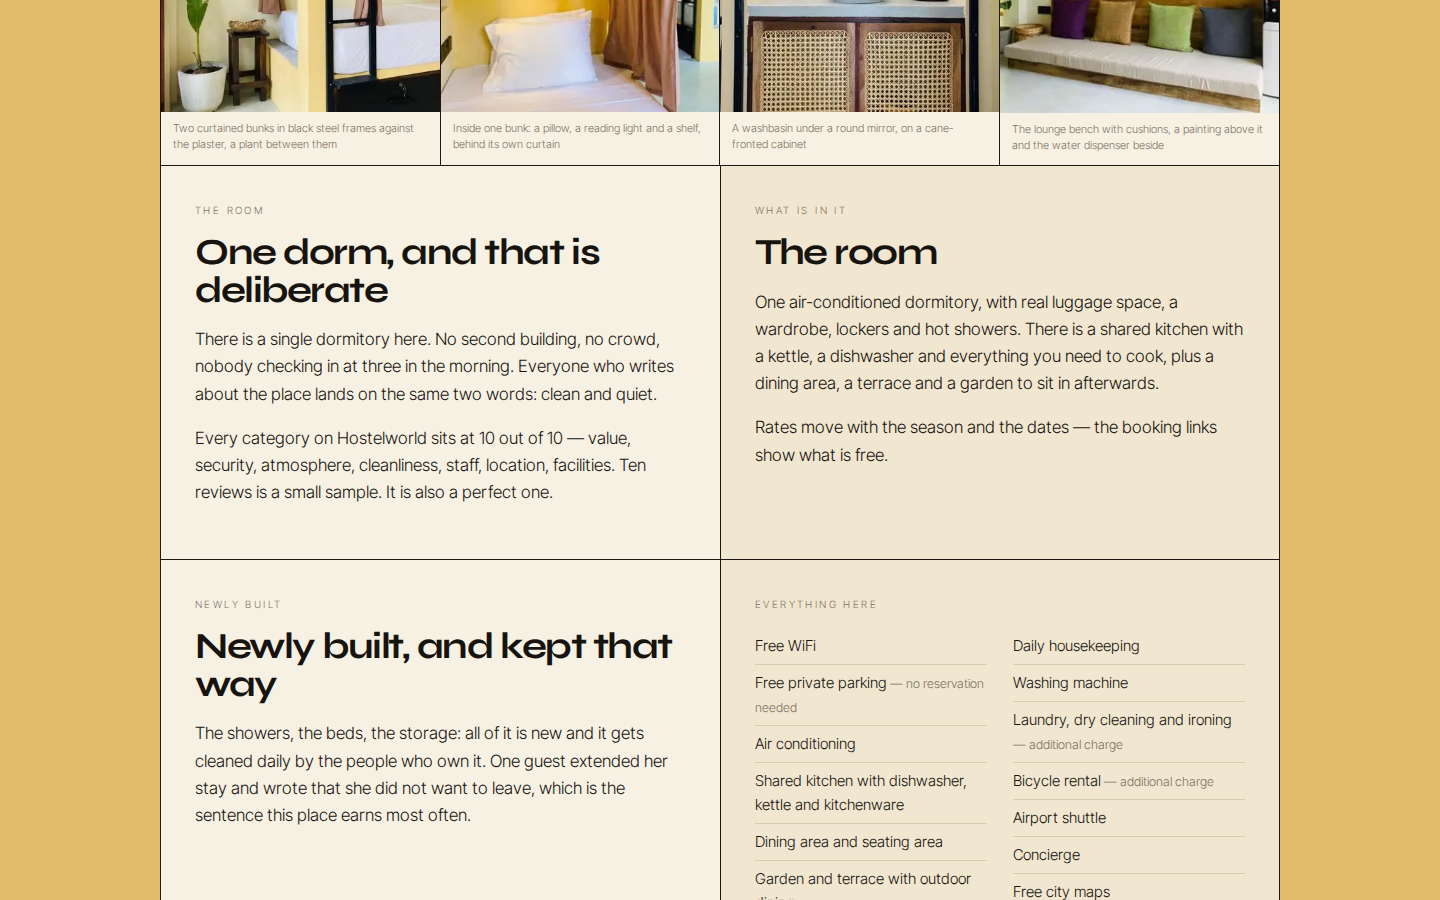 Two curtained bunks in black steel frames against
the plaster, a plant between them
Inside one bunk: a pillow, a reading light and a shelf,
behind its own curtain
A washbasin under a round mirror, on a cane-
fronted cabinet
The lounge bench with cushions, a painting above it
and the water dispenser beside
THE ROOM
One dorm, and that is
deliberate
There is a single dormitory here. No second building, no crowd,
nobody checking in at three in the morning. Everyone who writes
about the place lands on the same two words: clean and quiet.
Every category on Hostelworld sits at 10 out of 10 — value,
security, atmosphere, cleanliness, staff, location, facilities. Ten
reviews is a small sample. It is also a perfect one.
WHAT IS IN IT
The room
One air-conditioned dormitory, with real luggage space, a
wardrobe, lockers and hot showers. There is a shared kitchen with
a kettle, a dishwasher and everything you need to cook, plus a
dining area, a terrace and a garden to sit in afterwards.
Rates move with the season and the dates — the booking links
show what is free.
NEWLY BUILT
Newly built, and kept that
way
The showers, the beds, the storage: all of it is new and it gets
cleaned daily by the people who own it. One guest extended her
stay and wrote that she did not want to leave, which is the
sentence this place earns most often.
EVERYTHING HERE
Free WiFi
Free private parking — no reservation
needed
Air conditioning
Shared kitchen with dishwasher,
kettle and kitchenware
Dining area and seating area
Garden and terrace with outdoor
Daily housekeeping
Washing machine
Laundry, dry cleaning and ironing
— additional charge
Bicycle rental — additional charge
Airport shuttle
Concierge
Free city maps